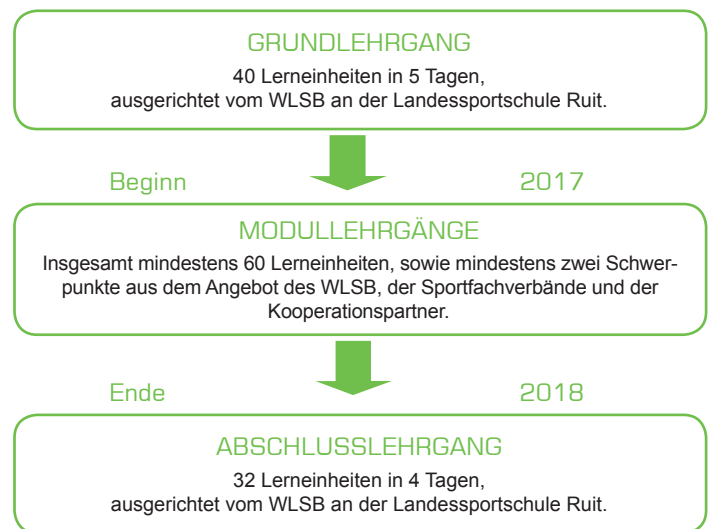 GRUNDLEHRGANG
40 Lerneinheiten in 5 Tagen,
ausgerichtet vom WLSB an der Landessportschule Ruit.
Beginn 2017
MODULLEHRGÄNGE
Insgesamt mindestens 60 Lerneinheiten, sowie mindestens zwei Schwer-
punkte aus dem Angebot des WLSB, der Sportfachverbände und der
Kooperationspartner.
Ende 2018
ABSCHLUSSLEHRGANG
32 Lerneinheiten in 4 Tagen,
ausgerichtet vom WLSB an der Landessportschule Ruit.